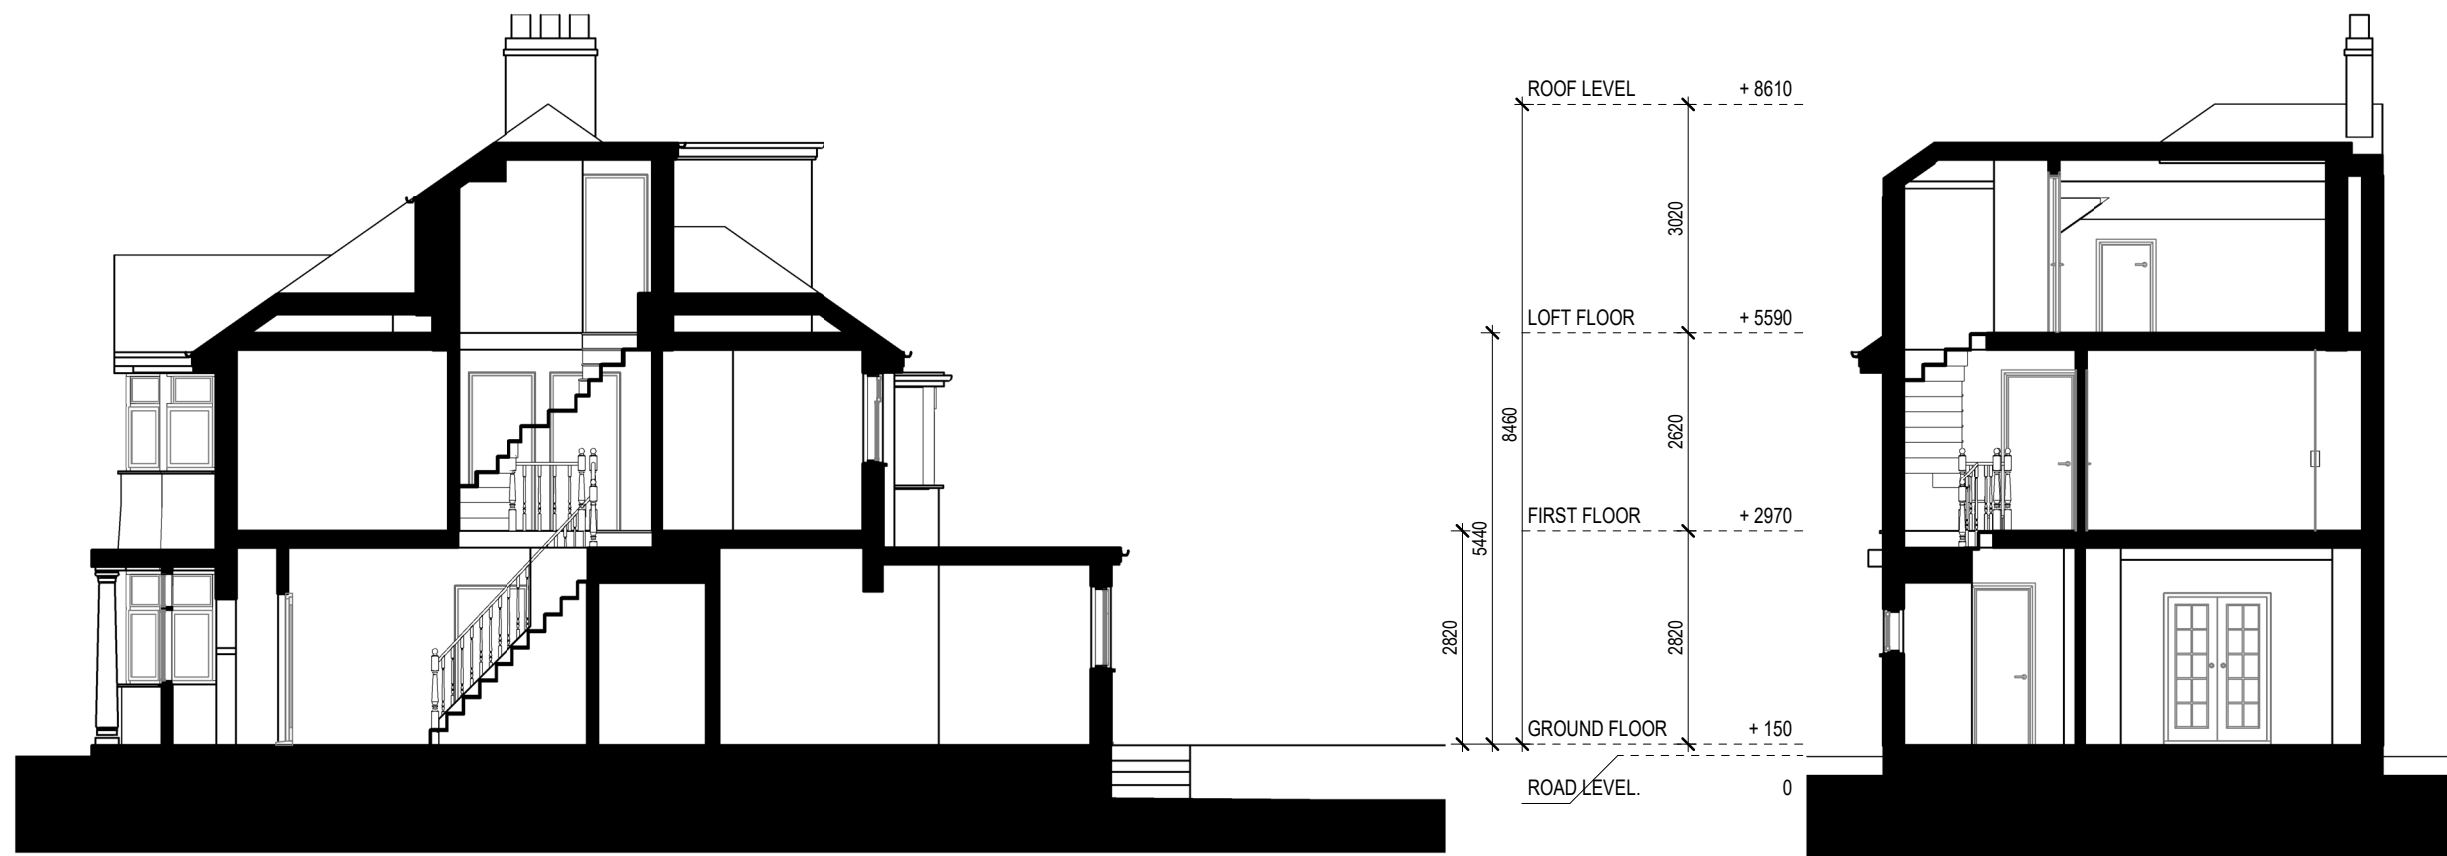 ROOF LEVEL + 8610
3020
LOFT FLOOR + 5590
8460
2620
FIRST FLOOR + 2970
5440
2820
2820
GROUND FLOOR + 150
ROAD LEVEL. 0